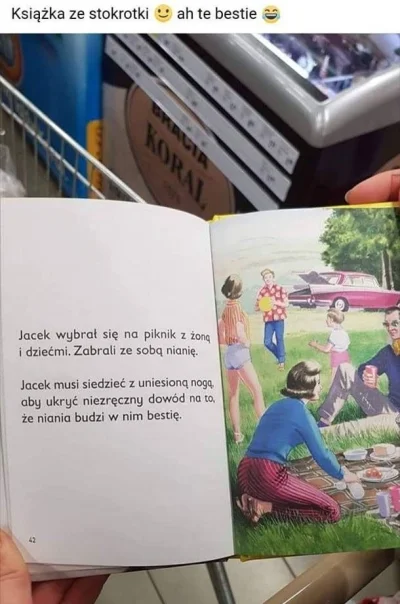 Książka ze stokrotki 🙂 ah te bestie 😂
BRACIA
KORAL
Jacek wybrał się na piknik z żoną
i dziećmi. Zabrali ze sobą nianię.
Jacek musi siedzieć z uniesioną nogą,
aby ukryć niezręczny dowód na to,
że niania budzi w nim bestię.
42